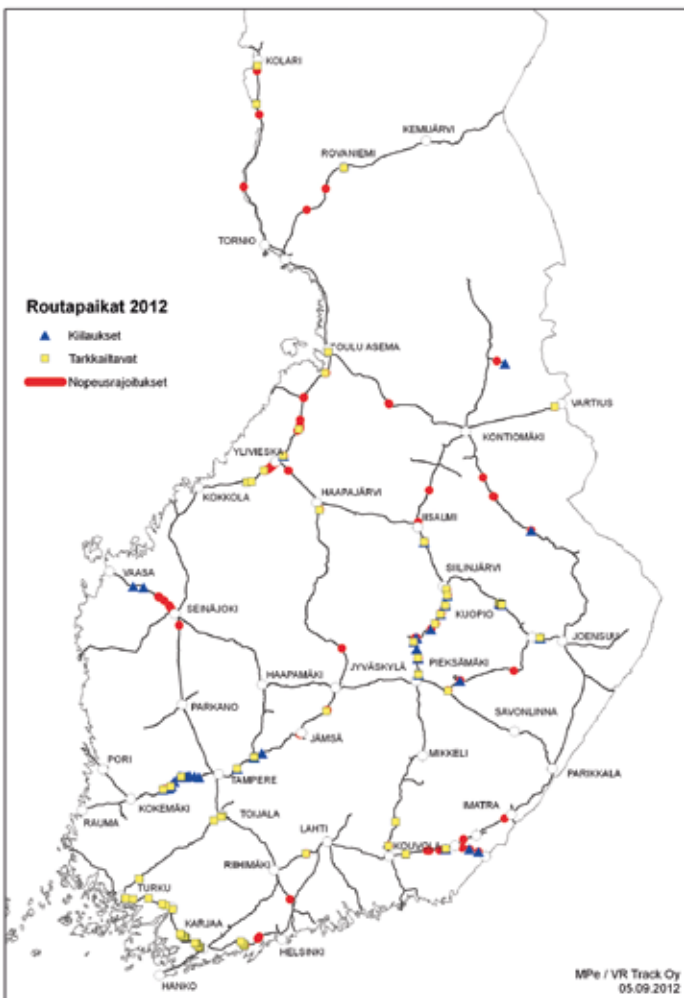 KOLARI
KEMIJÄRVI
ROVANIEMI
TORNIO
Routapaikat 2012
Kiilaukset
Tarkkailtavat
Nopeusrajoitukset
OULU ASEMA
VARTIUS
KONTIOMÄKI
YLIVIESKA
KOKKOLA
HAAPAJÄRVI
IISALMI
VAASA
SIILINJÄRVI
SEINÄJOKI
KUOPIO
JOENSUU
HAAPAMÄKI
JYVÄSKYLÄ
PIEKSÄMÄKI
PARKANO
SAVONLINNA
JÄMSÄ
MIKKELI
PORI
TAMPERE
PARIKKALA
KOKEMÄKI
IMATRA
RAUMA
TOIJALA
LAHTI
KOUVOLA
RIIHIMÄKI
TURKU
KARJAA
HELSINKI
HANKO
MPe / VR Track Oy
05.09.2012